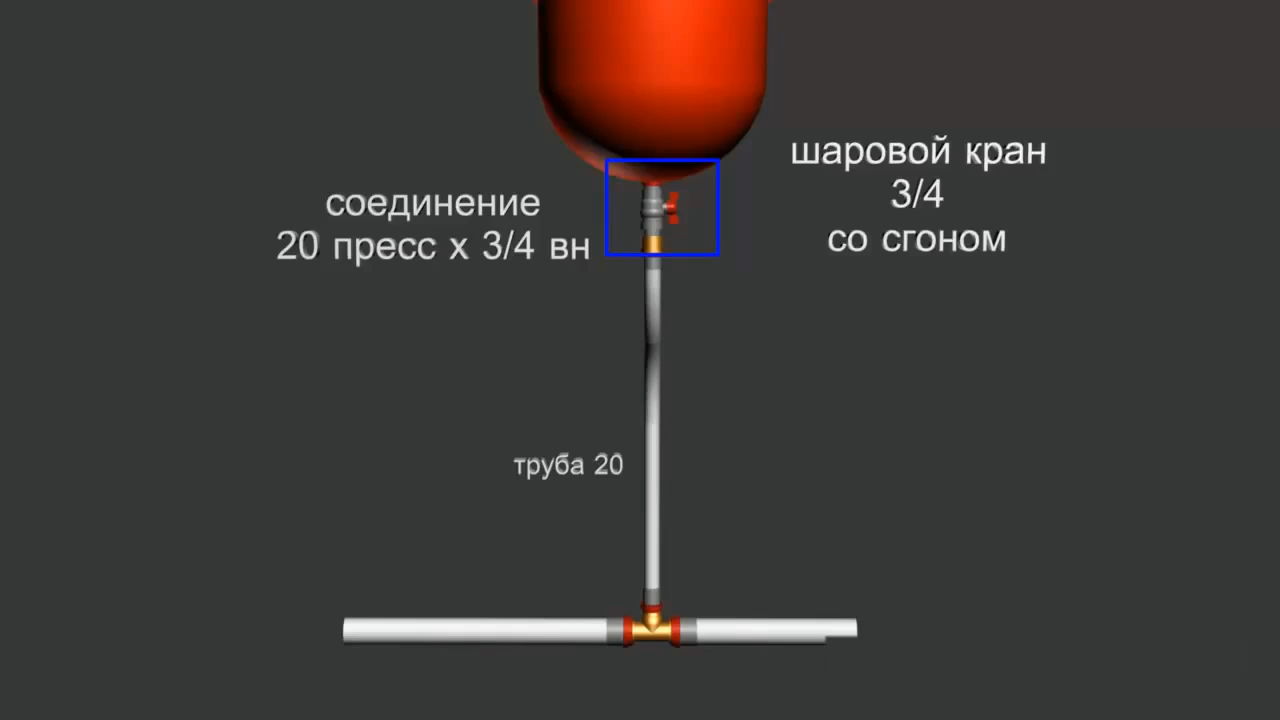 шаровой кран
3/4
со сгоном
соединение
20 пресс х 3/4 вн
труба 20